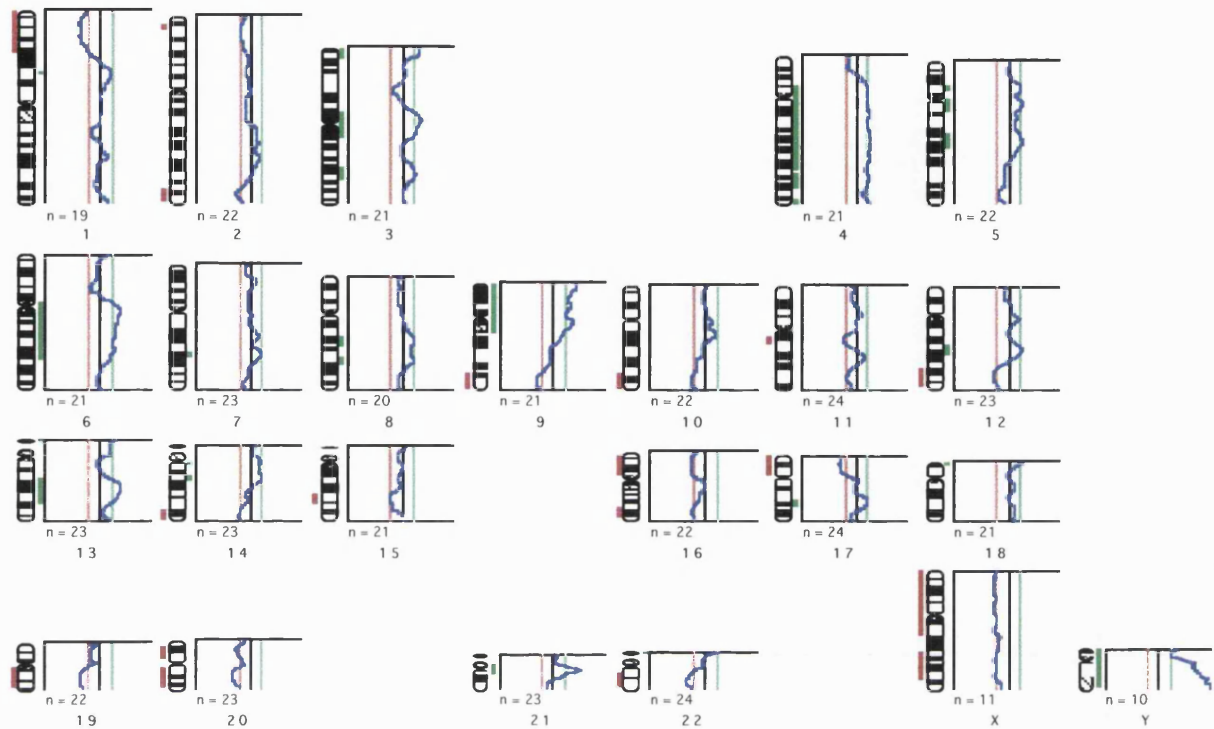 n = 19
1
n = 22
2
n = 21
3
n = 21
4
n = 22
5
n = 21
6
n = 23
7
n = 20
8
n = 21
9
n = 22
10
n = 24
11
n = 23
12
n = 23
13
n = 23
14
n = 21
15
n = 22
16
n = 24
17
n = 21
18
n = 22
19
n = 23
20
n = 23
21
n = 24
22
n = 11
X
n = 10
Y